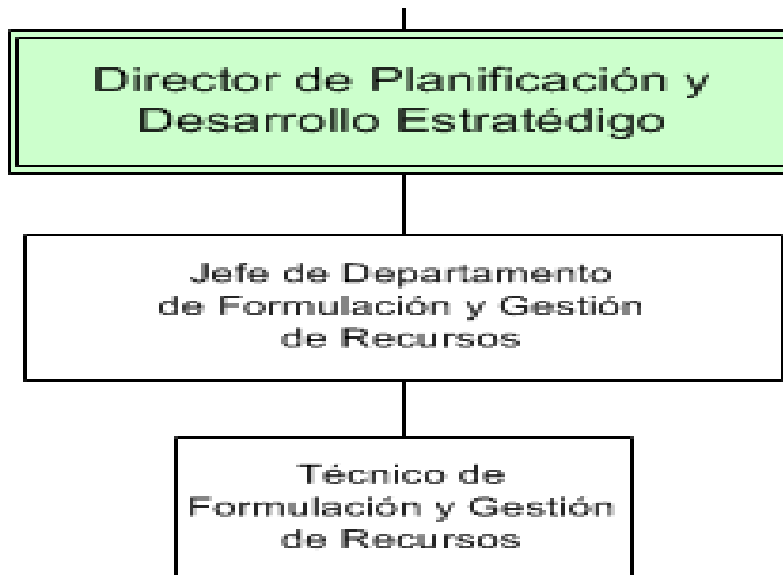 Director de Planificación y
Desarrollo Estratédigo
Jefe de Departamento
de Formulación y Gestión
de Recursos
Técnico de
Formulación y Gestión
de Recursos